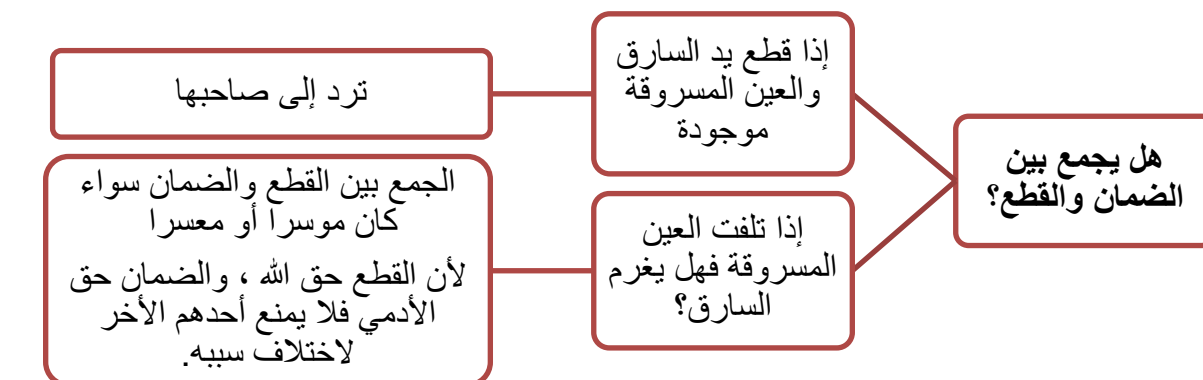 هل يجمع بين
الضمان والقطع؟
إذا قطع يد السارق
والعين المسروقة
موجودة
ترد إلى صاحبها
إذا تلفت العين
المسروقة فهل يغرم
السارق؟
الجمع بين القطع والضمان سواء
كان موسرا أو معسرا
لأن القطع حق الله ، والضمان حق
الأدمي فلا يمنع أحدهم الأخر
لاختلاف سببه.